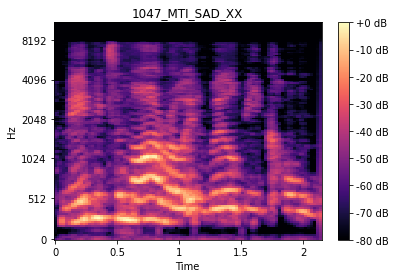 1047_MTI_SAD_XX
8192
4096
2048
1024
512
0
Hz
0
0.5
1
1.5
2
Time
+0 dB
-10 dB
-20 dB
-30 dB
-40 dB
-50 dB
-60 dB
-70 dB
-80 dB